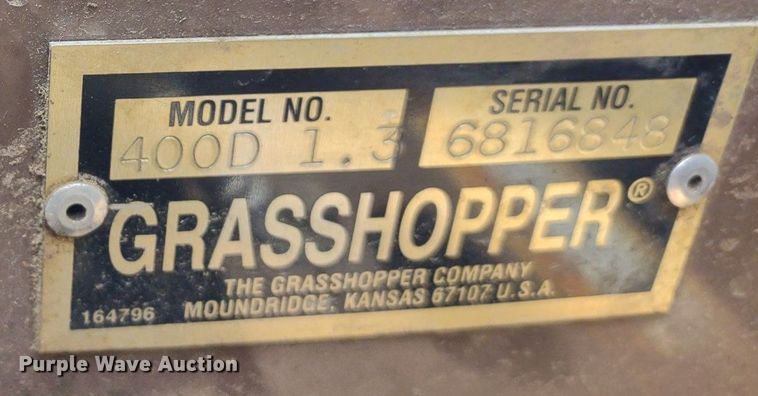 MODEL NO.
400D 1.3
SERIAL NO.
6816848
GRASSHOPPER®
THE GRASSHOPPER COMPANY
MOUNDRIDGE, KANSAS 67107 U.S.A.
164796
Purple Wave Auction